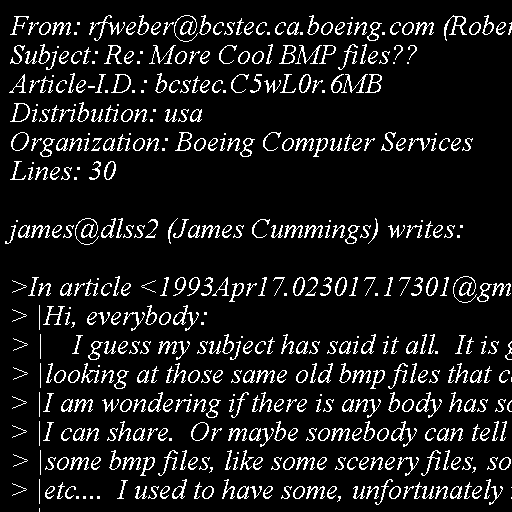 From: rfweber@bcstec.ca.boeing.com (Rober
Subject: Re: More Cool BMP files??
Article-I.D.: bcstec.C5wL0r.6MB
Distribution: usa
Organization: Boeing Computer Services
Lines: 30

james@dlss2 (James Cummings) writes:

>In article <1993Apr17.023017.17301@gm
> |Hi, everybody:
> |    I guess my subject has said it all.  It is g
> |looking at those same old bmp files that c
> |I am wondering if there is any body has so
> |I can share.  Or maybe somebody can tell
> |some bmp files, like some scenery files, so
> |etc....  I used to have some, unfortunately